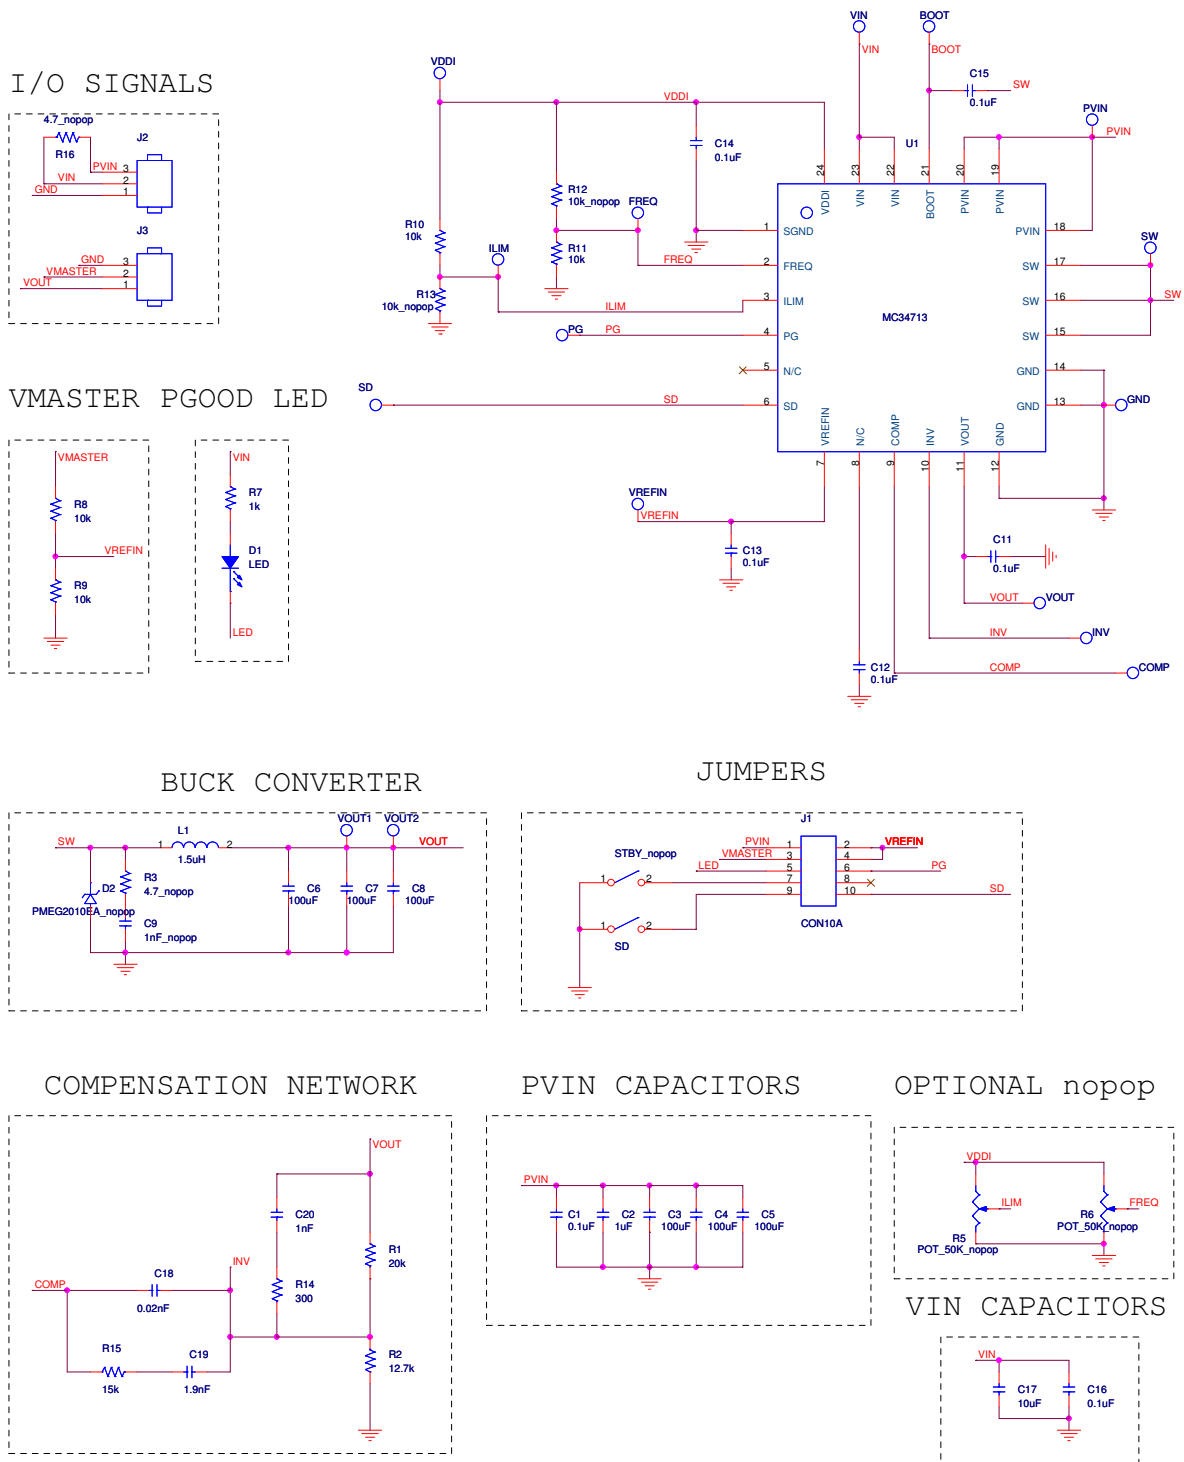 I/O SIGNALS
4.7_nopop
R16
J2
PVIN 3
VIN 2
GND 1
J3
GND 3
VMASTER 2
VOUT 1
VMASTER PGOOD LED
VMASTER
R8
10k
VREFIN
R9
10k
VIN
R7
1k
D1
LED
LED
VDDI
VDDI
VIN
VIN
BOOT
BOOT
C15
0.1uF
SW
PVIN
PVIN
C14
0.1uF
U1
R12
10k_nopop
FREQ
R11
10k
FREQ
R10
10k
ILIM
R13
10k_nopop
ILIM
PG
PG
SD
SD
24 23 22 21 20 19
VDDI VIN VIN BOOT PVIN PVIN
1 SGND
2 FREQ
3 ILIM
4 PG
5 N/C
6 SD
MC34713
PVIN 18
SW 17
SW 16
SW 15
GND 14
GND 13
VREFIN N/C COMP INV VOUT GND
7 8 9 10 11 12
SW
SW
GND
VREFIN
VREFIN
C13
0.1uF
C11
0.1uF
VOUT
VOUT
INV
INV
C12
0.1uF
COMP
COMP
BUCK CONVERTER
SW
1 L1 2
1.5uH
VOUT1
VOUT2
VOUT
R3
4.7_nopop
D2
PMEG2010EA_nopop
C9
1nF_nopop
C6
100uF
C7
100uF
C8
100uF
JUMPERS
J1
PVIN 1
VMASTER 3
LED 5
7
9
2 VREFIN
4
6 PG
8
10 SD
CON10A
STBY_nopop
1 2
1 2
SD
COMPENSATION NETWORK
VOUT
C20
1nF
R1
20k
INV
R14
300
COMP
C18
0.02nF
R15
15k
C19
1.9nF
R2
12.7k
PVIN CAPACITORS
PVIN
C1
0.1uF
C2
1uF
C3
100uF
C4
100uF
C5
100uF
OPTIONAL nopop
VDDI
ILIM
R5
POT_50K_nopop
R6
POT_50K_nopop
FREQ
VIN CAPACITORS
VIN
C17
10uF
C16
0.1uF